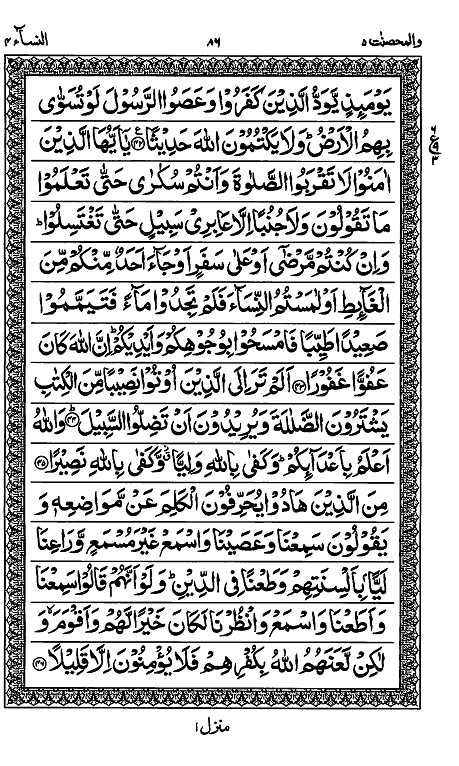 والمحصنت ۵ ۸۶ النسآء ۴
يَوْمَئِذٍ يَّوَدُّ الَّذِيْنَ كَفَرُوْا وَعَصَوُا الرَّسُوْلَ لَوْ تُسَوّٰى
بِهِمُ الْاَرْضُ ؕ وَلَا يَكْتُمُوْنَ اللّٰهَ حَدِيْثًا ﴿۴۲﴾ يٰۤاَيُّهَا الَّذِيْنَ
اٰمَنُوْا لَا تَقْرَبُوا الصَّلٰوةَ وَاَنْتُمْ سُكٰرٰى حَتّٰى تَعْلَمُوْا
مَا تَقُوْلُوْنَ وَلَا جُنُبًا اِلَّا عَابِرِيْ سَبِيْلٍ حَتّٰى تَغْتَسِلُوْا ؕ
وَاِنْ كُنْتُمْ مَّرْضٰۤى اَوْ عَلٰى سَفَرٍ اَوْ جَآءَ اَحَدٌ مِّنْكُمْ مِّنَ
الْغَآئِطِ اَوْ لٰمَسْتُمُ النِّسَآءَ فَلَمْ تَجِدُوْا مَآءً فَتَيَمَّمُوْا
صَعِيْدًا طَيِّبًا فَامْسَحُوْا بِوُجُوْهِكُمْ وَاَيْدِيْكُمْ ؕ اِنَّ اللّٰهَ كَانَ
عَفُوًّا غَفُوْرًا ﴿۴۳﴾ اَلَمْ تَرَ اِلَى الَّذِيْنَ اُوْتُوْا نَصِيْبًا مِّنَ الْكِتٰبِ
يَشْتَرُوْنَ الضَّلٰلَةَ وَيُرِيْدُوْنَ اَنْ تَضِلُّوا السَّبِيْلَ ﴿۴۴﴾ وَاللّٰهُ
اَعْلَمُ بِاَعْدَآئِكُمْ ؕ وَكَفٰى بِاللّٰهِ وَلِيًّا ٗۙ وَّكَفٰى بِاللّٰهِ نَصِيْرًا ﴿۴۵﴾
مِنَ الَّذِيْنَ هَادُوْا يُحَرِّفُوْنَ الْكَلِمَ عَنْ مَّوَاضِعِهٖ وَ
يَقُوْلُوْنَ سَمِعْنَا وَعَصَيْنَا وَاسْمَعْ غَيْرَ مُسْمَعٍ وَّرَاعِنَا
لَيًّۢا بِاَلْسِنَتِهِمْ وَطَعْنًا فِي الدِّيْنِ ؕ وَلَوْ اَنَّهُمْ قَالُوْا سَمِعْنَا
وَاَطَعْنَا وَاسْمَعْ وَانْظُرْنَا لَكَانَ خَيْرًا لَّهُمْ وَاَقْوَمَ ۙ وَ
لٰكِنْ لَّعَنَهُمُ اللّٰهُ بِكُفْرِهِمْ فَلَا يُؤْمِنُوْنَ اِلَّا قَلِيْلًا ﴿۴۶﴾
منزل ۱